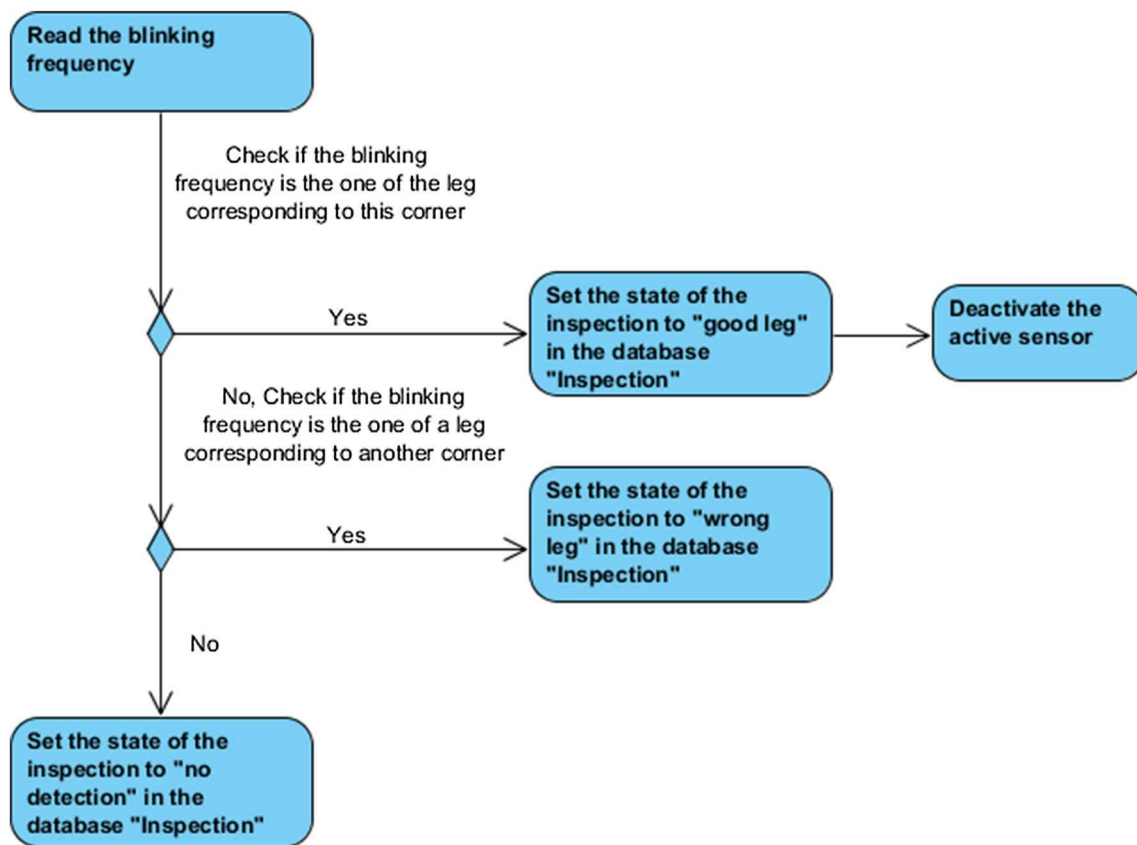 Read the blinking
frequency
Check if the blinking
frequency is the one of the leg
corresponding to this corner
Yes
Set the state of the
inspection to "good leg"
in the database
"Inspection"
Deactivate the
active sensor
No, Check if the blinking
frequency is the one of a leg
corresponding to another corner
Yes
Set the state of the
inspection to "wrong
leg" in the database
"Inspection"
No
Set the state of the
inspection to "no
detection" in the
database "Inspection"